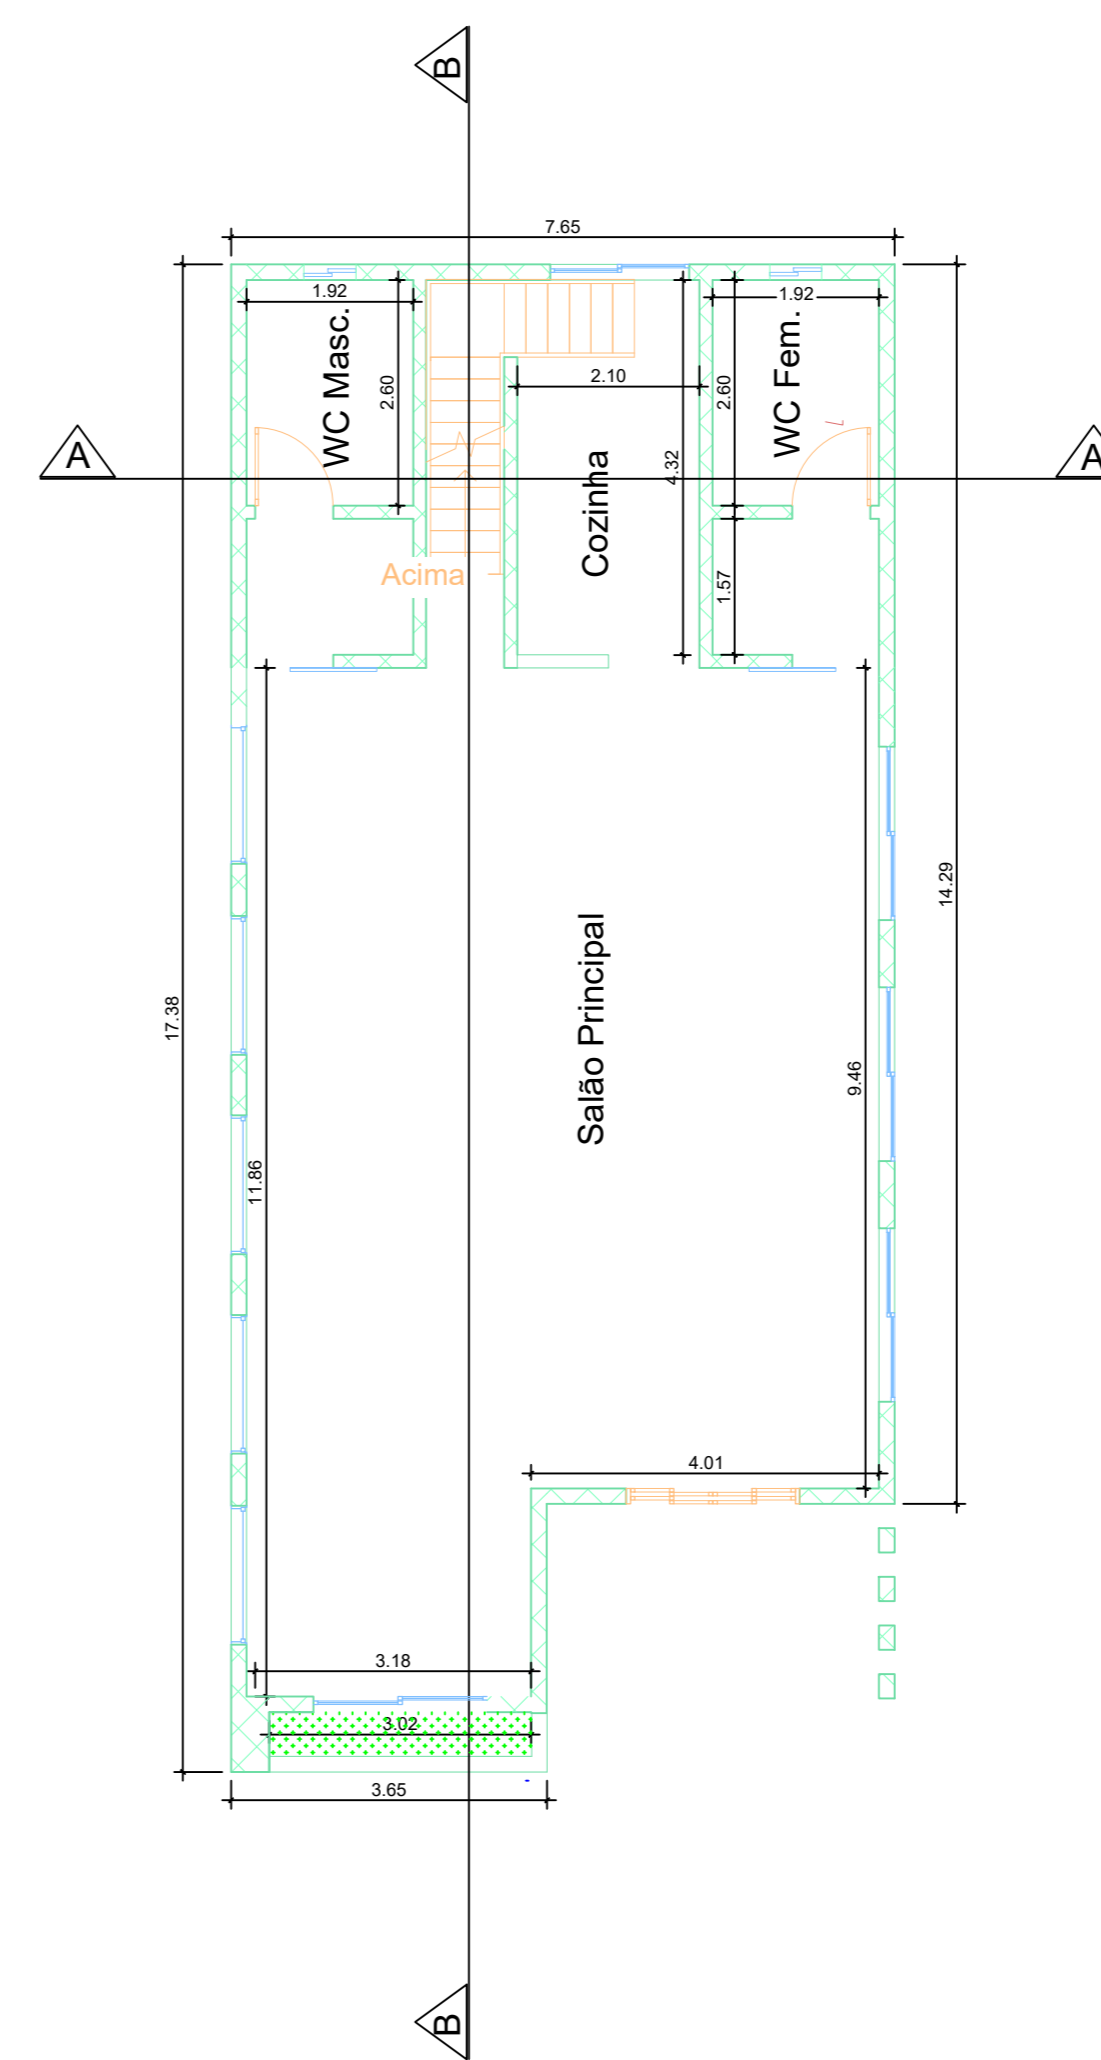 B
7.65
1.92
1.92
WC Masc.
2.60
2.10
2.60
WC Fem.
A
A
4.32
Cozinha
Acima
1.57
14.29
17.38
Salão Principal
9.46
11.86
4.01
3.18
3.02
3.65
B